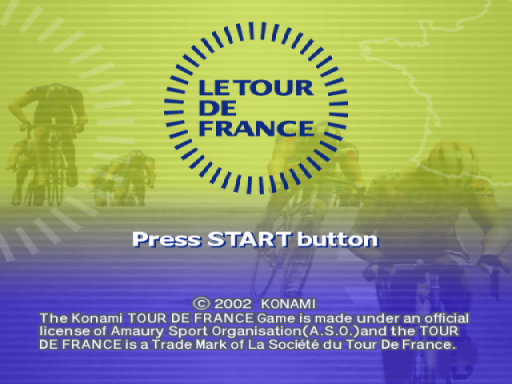 LE TOUR
DE
FRANCE
Press START button
© 2002 KONAMI
The Konami TOUR DE FRANCE Game is made under an official
license of Amaury Sport Organisation(A.S.O.)and the TOUR
DE FRANCE is a Trade Mark of La Société du Tour De France.